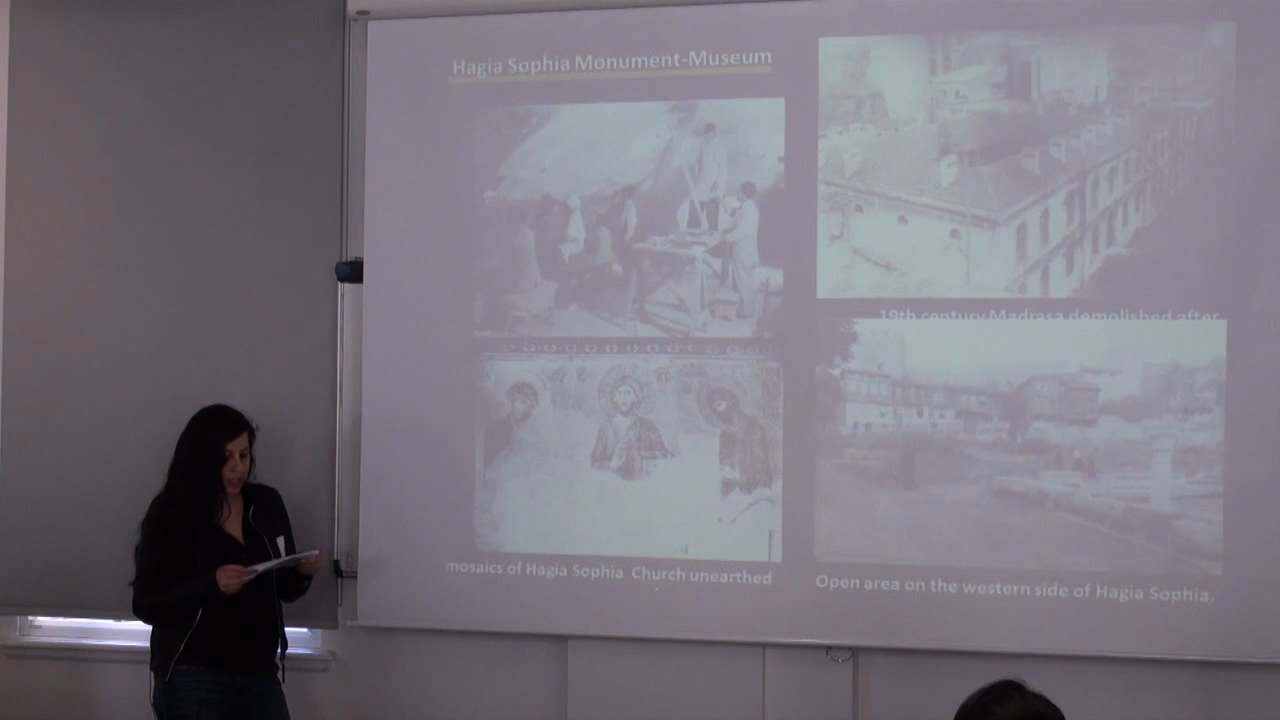 Hagia Sophia Monument-Museum
19th century Madrasa demolished after
mosaics of Hagia Sophia Church unearthed
Open area on the western side of Hagia Sophia,